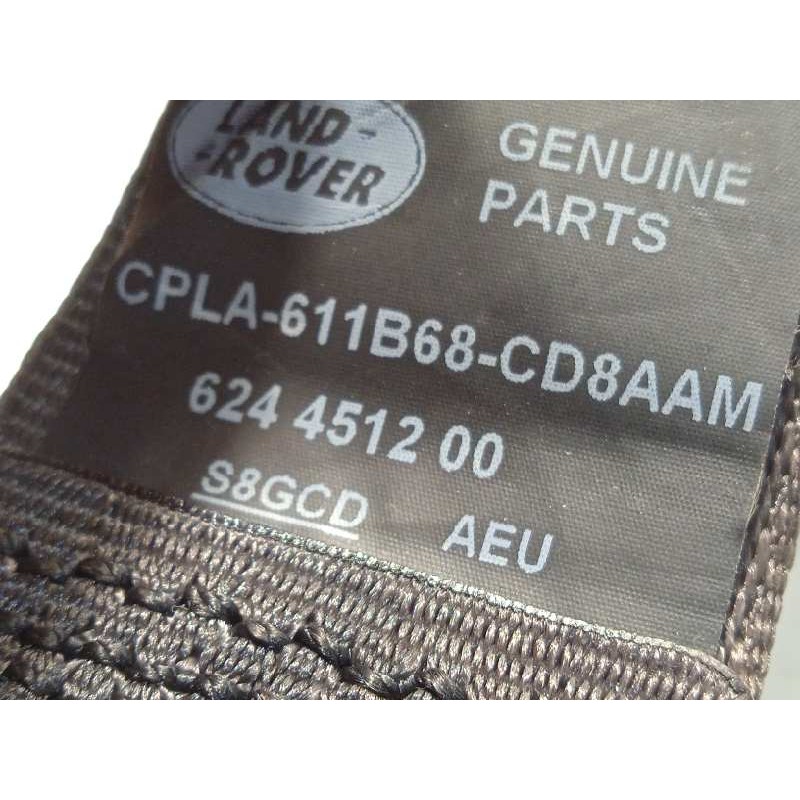 LAND-
-ROVER
GENUINE
PARTS
CPLA-611B68-CD8AAM
624 4512 00
S8GCD
AEU